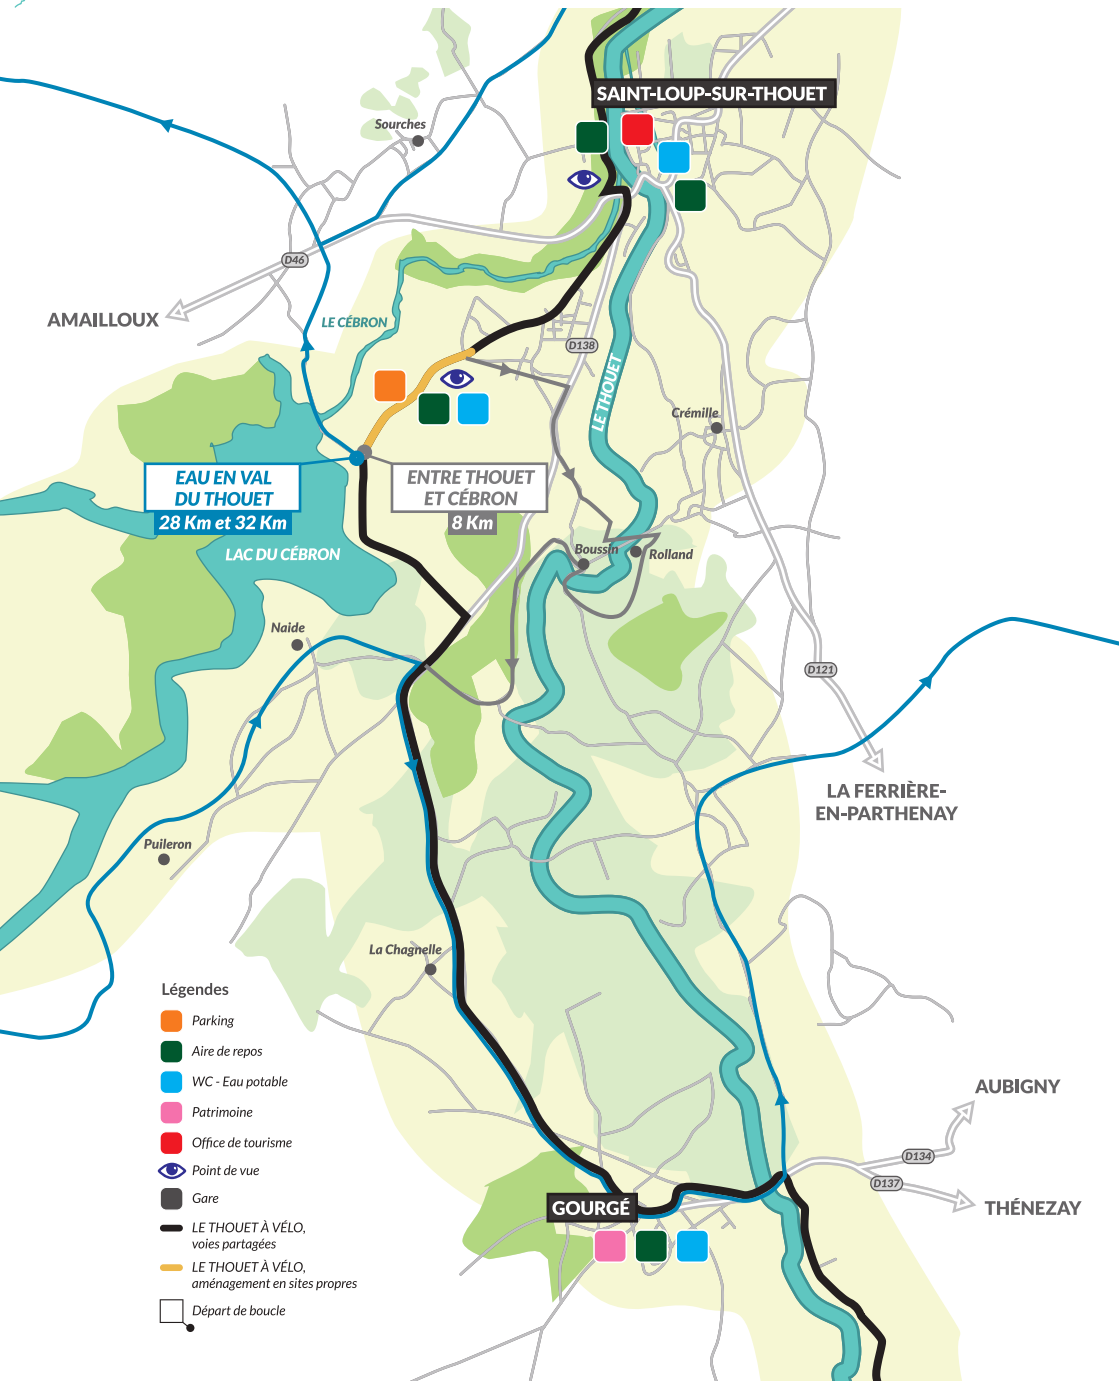 SAINT-LOUP-SUR-THOUET
Sourches
D46
AMAILLOUX
LE CÉBRON
D138
LE THOUET
Crémille
EAU EN VAL
DU THOUET
28 Km et 32 Km
ENTRE THOUET
ET CÉBRON
8 Km
LAC DU CÉBRON
Boussin
Rolland
Naide
D121
LA FERRIÈRE-
EN-PARTHENAY
Puileron
La Chagnelle
Légendes
Parking
Aire de repos
WC - Eau potable
Patrimoine
Office de tourisme
Point de vue
Gare
LE THOUET À VÉLO,
voies partagées
LE THOUET À VÉLO,
aménagement en sites propres
Départ de boucle
AUBIGNY
D134
D137
THÉNEZAY
GOURGÉ